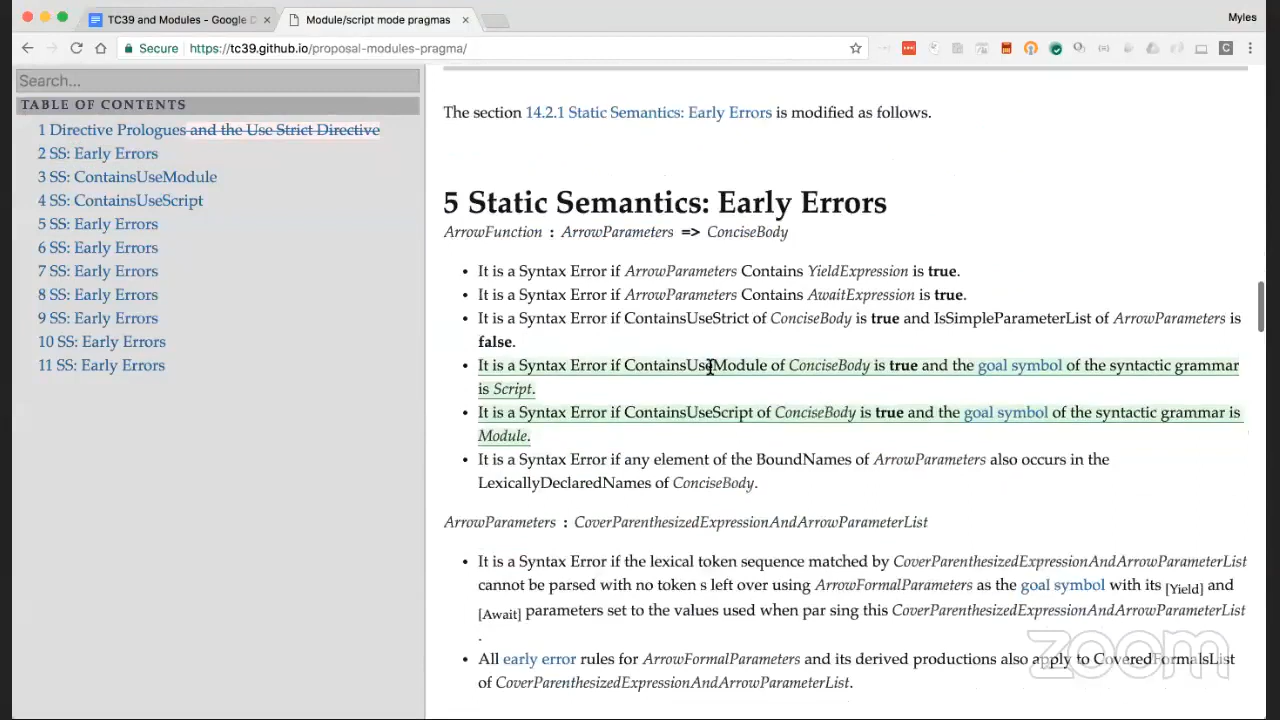 TC39 and Modules - Google D
Module/script mode pragmas
Myles
Secure
https://tc39.github.io/proposal-modules-pragma/
Search...
TABLE OF CONTENTS
1 Directive Prologues and the Use Strict Directive
2 SS: Early Errors
3 SS: ContainsUseModule
4 SS: ContainsUseScript
5 SS: Early Errors
6 SS: Early Errors
7 SS: Early Errors
8 SS: Early Errors
9 SS: Early Errors
10 SS: Early Errors
11 SS: Early Errors
The section 14.2.1 Static Semantics: Early Errors is modified as follows.
5 Static Semantics: Early Errors
ArrowFunction : ArrowParameters => ConciseBody
• It is a Syntax Error if ArrowParameters Contains YieldExpression is true.
• It is a Syntax Error if ArrowParameters Contains AwaitExpression is true.
• It is a Syntax Error if ContainsUseStrict of ConciseBody is true and IsSimpleParameterList of ArrowParameters is
false.
• It is a Syntax Error if ContainsUseModule of ConciseBody is true and the goal symbol of the syntactic grammar
is Script.
• It is a Syntax Error if ContainsUseScript of ConciseBody is true and the goal symbol of the syntactic grammar is
Module.
• It is a Syntax Error if any element of the BoundNames of ArrowParameters also occurs in the
LexicallyDeclaredNames of ConciseBody.
ArrowParameters : CoverParenthesizedExpressionAndArrowParameterList
• It is a Syntax Error if the lexical token sequence matched by CoverParenthesizedExpressionAndArrowParameterList
cannot be parsed with no token s left over using ArrowFormalParameters as the goal symbol with its [Yield] and
[Await] parameters set to the values used when par sing this CoverParenthesizedExpressionAndArrowParameterList
.
• All early error rules for ArrowFormalParameters and its derived productions also apply to CoveredFormalsList
of CoverParenthesizedExpressionAndArrowParameterList.
zoom